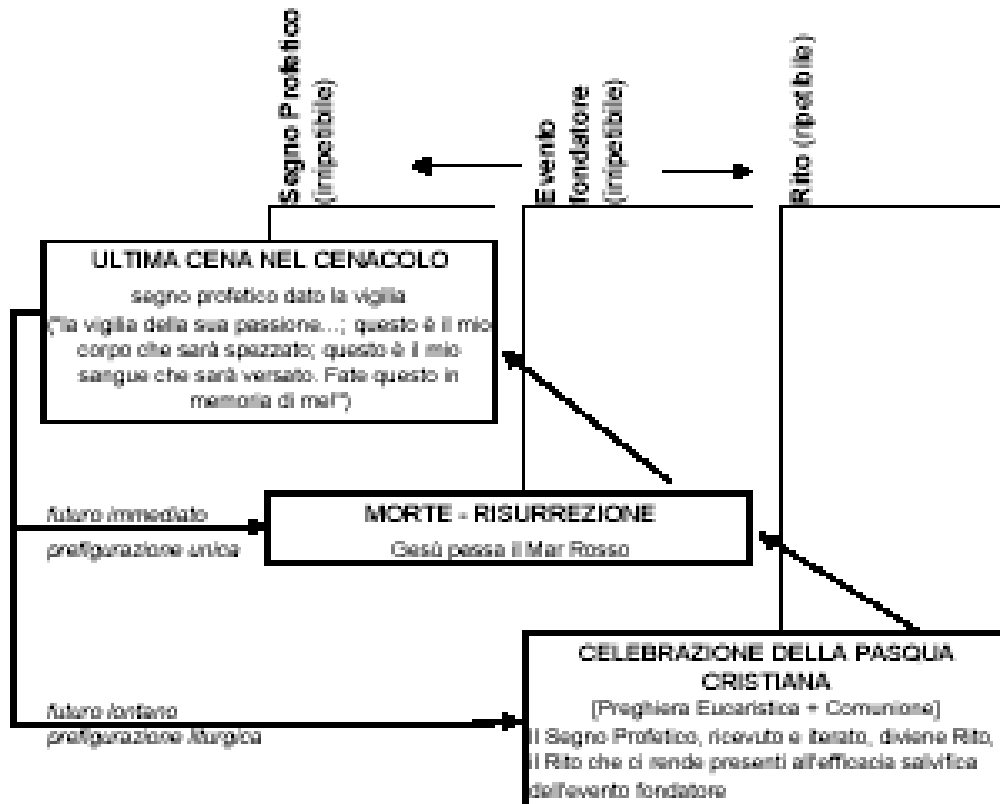 Segno Profetico
(irripetibile)
Evento
fondatore
(irripetibile)
Rito (ripetibile)
ULTIMA CENA NEL CENACOLO
segno profetico dato la vigilia
("la vigilia della sua passione...; questo è il mio
corpo che sarà spezzato; questo è il mio
sangue che sarà versato. Fate questo in
memoria di me!")
futuro immediato
prefigurazione unica
MORTE - RISURREZIONE
Gesù passa il Mar Rosso
futuro lontano
prefigurazione liturgica
CELEBRAZIONE DELLA PASQUA
CRISTIANA
[Preghiera Eucaristica + Comunione]
Il Segno Profetico, ricevuto e iterato, diviene Rito,
il Rito che ci rende presenti all'efficacia salvifica
dell'evento fondatore